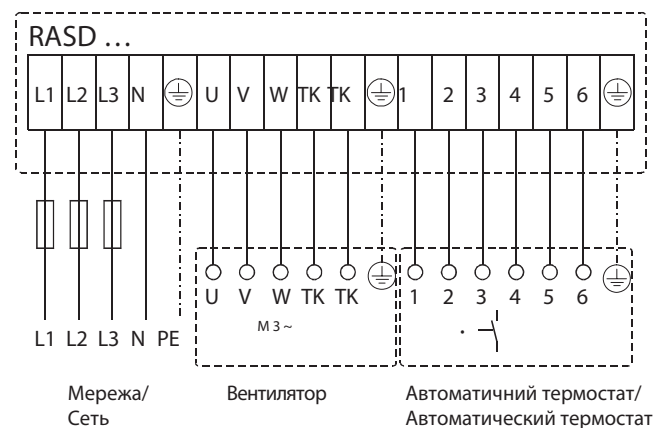 RASD ...
L1 L2 L3 N U V W TK TK 1 2 3 4 5 6
U V W TK TK 1 2 3 4 5 6
M 3 ~
L1 L2 L3 N PE
Мережа/ Вентилятор Автоматичний термостат/
Сеть Автоматический термостат